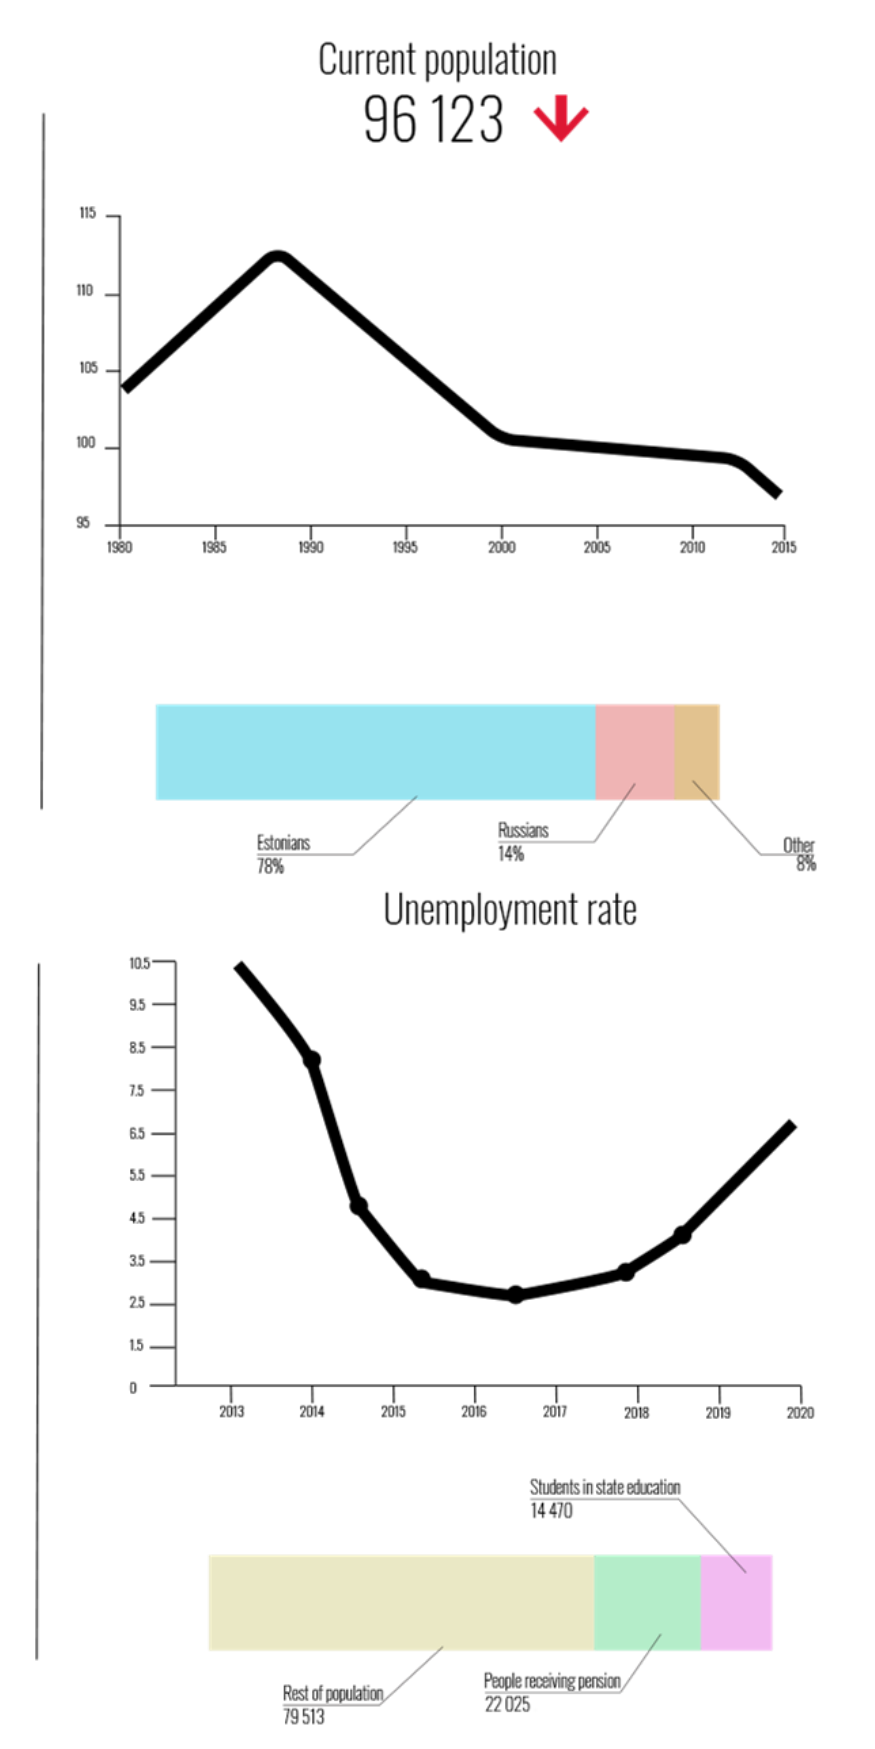 Current population
96 123
115
110
105
100
95
1980 1985 1990 1995 2000 2005 2010 2015
Estonians
78%
Russians
14%
Other
8%
Unemployment rate
10.5
9.5
8.5
7.5
6.5
5.5
4.5
3.5
2.5
1.5
0
2013 2014 2015 2016 2017 2018 2019 2020
Students in state education
14 470
Rest of population
79 513
People receiving pension
22 025